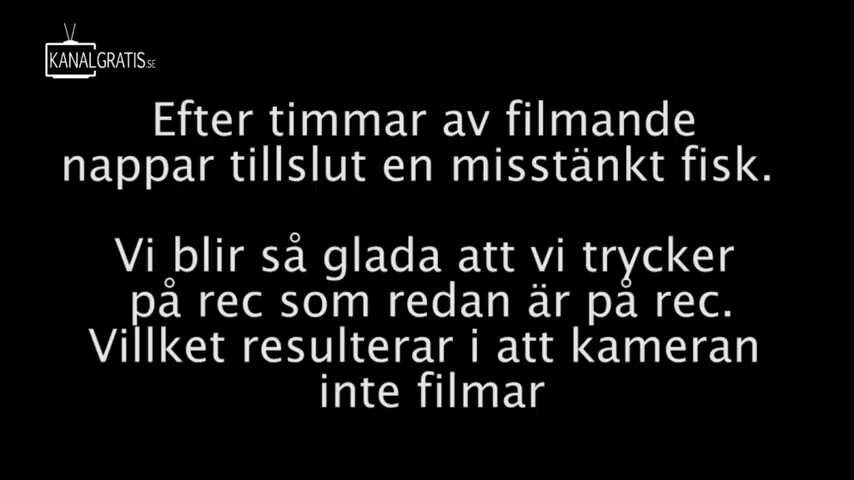 KANALGRATIS.SE
Efter timmar av filmande
nappar tillslut en misstänkt fisk.
Vi blir så glada att vi trycker
på rec som redan är på rec.
Villket resulterar i att kameran
inte filmar